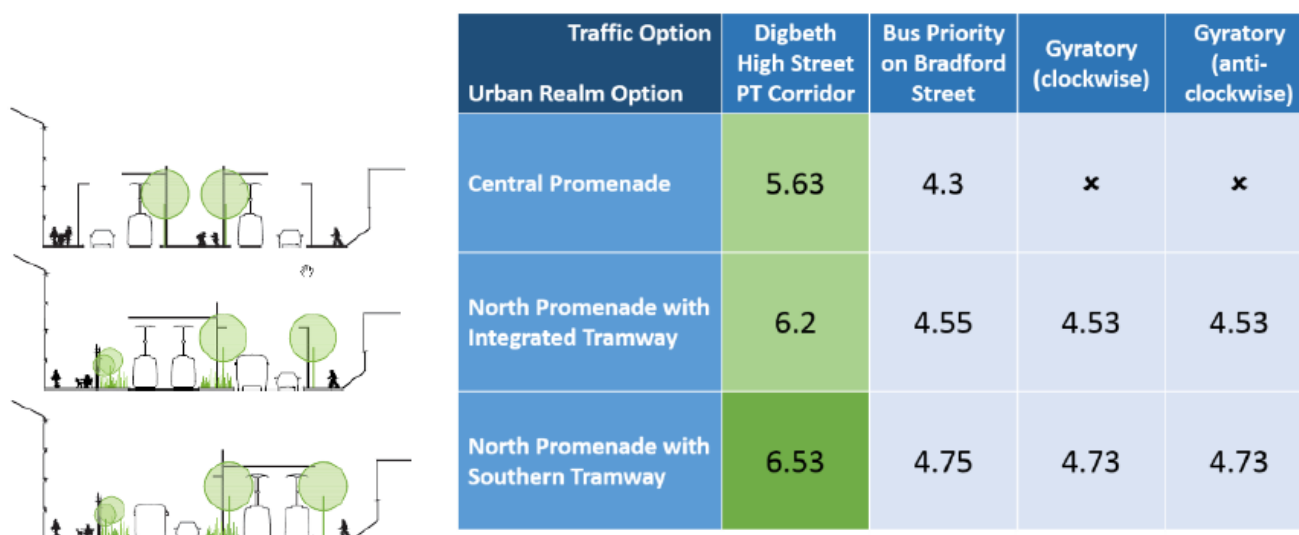 Traffic Option
Urban Realm Option
Digbeth
High Street
PT Corridor
Bus Priority
on Bradford
Street
Gyratory
(clockwise)
Gyratory
(anti-
clockwise)
Central Promenade
5.63
4.3
×
×
North Promenade with
Integrated Tramway
6.2
4.55
4.53
4.53
North Promenade with
Southern Tramway
6.53
4.75
4.73
4.73